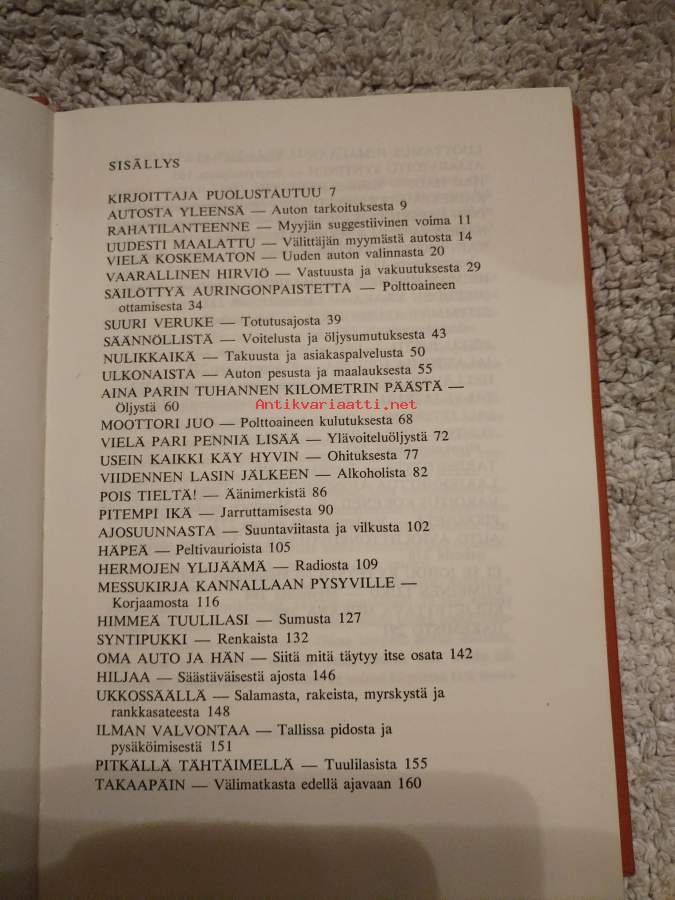 SISÄLLYS
KIRJOITTAJA PUOLUSTAUTUU 7
AUTOSTA YLEENSÄ — Auton tarkoituksesta 9
RAHATILANTEENNE — Myyjän suggestiivinen voima 11
UUDESTI MAALATTU — Välittäjän myymästä autosta 14
VIELÄ KOSKEMATON — Uuden auton valinnasta 20
VAARALLINEN HIRVIÖ — Vastuusta ja vakuutuksesta 29
SÄILÖTTYÄ AURINGONPAISTETTA — Polttoaineen
ottamisesta 34
SUURI VERUKE — Totutusajosta 39
SÄÄNNÖLLISTÄ — Voitelusta ja öljysumutuksesta 43
NULIKKAIKÄ — Takuusta ja asiakaspalvelusta 50
ULKONAISTA — Auton pesusta ja maalauksesta 55
AINA PARIN TUHANNEN KILOMETRIN PÄÄSTÄ —
Öljystä 60
Antikvariaatti.net
MOOTTORI JUO — Polttoaineen kulutuksesta 68
VIELÄ PARI PENNIÄ LISÄÄ — Ylävoiteluöljystä 72
USEIN KAIKKI KÄY HYVIN — Ohituksesta 77
VIIDENNEN LASIN JÄLKEEN — Alkoholista 82
POIS TIELTÄ! — Äänimerkistä 86
PITEMPI IKÄ — Jarruttamisesta 90
AJOSUUNNASTA — Suuntaviitasta ja vilkusta 102
HÄPEÄ — Peltivaurioista 105
HERMOJEN YLIJÄÄMÄ — Radiosta 109
MESSUKIRJA KANNALLAAN PYSYVILLE —
Korjaamosta 116
HIMMEÄ TUULILASI — Sumusta 127
SYNTIPUKKI — Renkaista 132
OMA AUTO JA HÄN — Siitä mitä täytyy itse osata 142
HILJAA — Säästäväisestä ajosta 146
UKKOSSÄÄLLÄ — Salamasta, rakeista, myrskystä ja
rankkasateesta 148
ILMAN VALVONTAA — Tallissa pidosta ja
pysäköimisestä 151
PITKÄLLÄ TÄHTÄIMELLÄ — Tuulilasista 155
TAKAAPÄIN — Välimatkasta edellä ajavaan 160